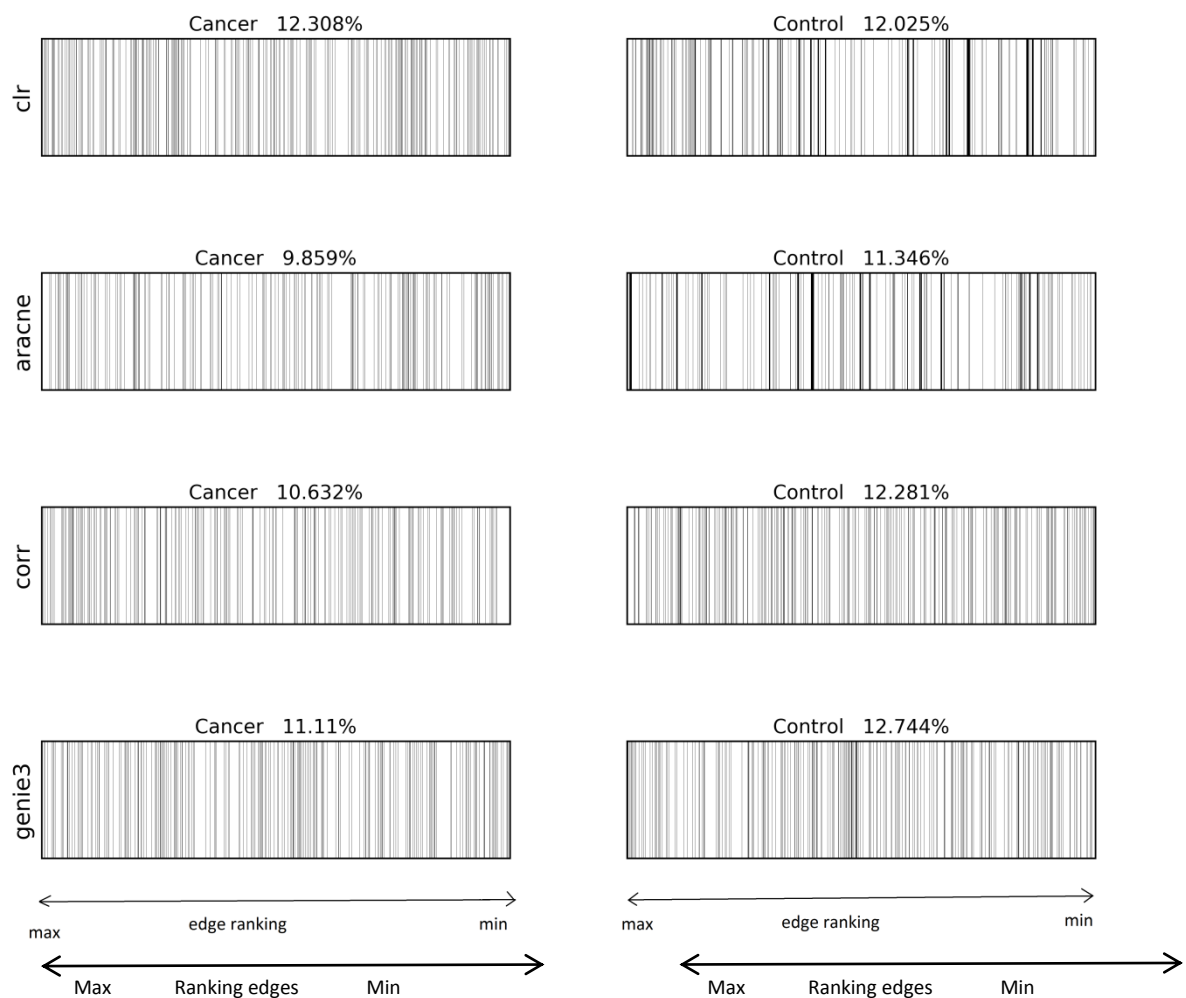 Cancer 12.308%
Control 12.025%
clr
Cancer 9.859%
Control 11.346%
aracne
Cancer 10.632%
Control 12.281%
corr
Cancer 11.11%
Control 12.744%
genie3
max edge ranking min
max edge ranking min
Max Ranking edges Min
Max Ranking edges Min